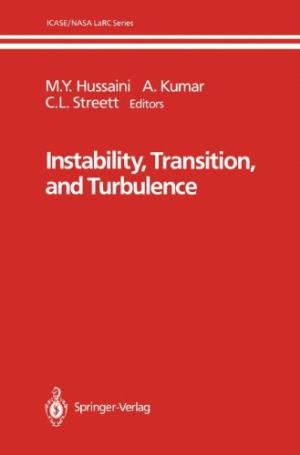 ICASE/NASA LaRC Series
M.Y. Hussaini A. Kumar
C.L. Streett Editors
Instability, Transition,
and Turbulence
Springer-Verlag